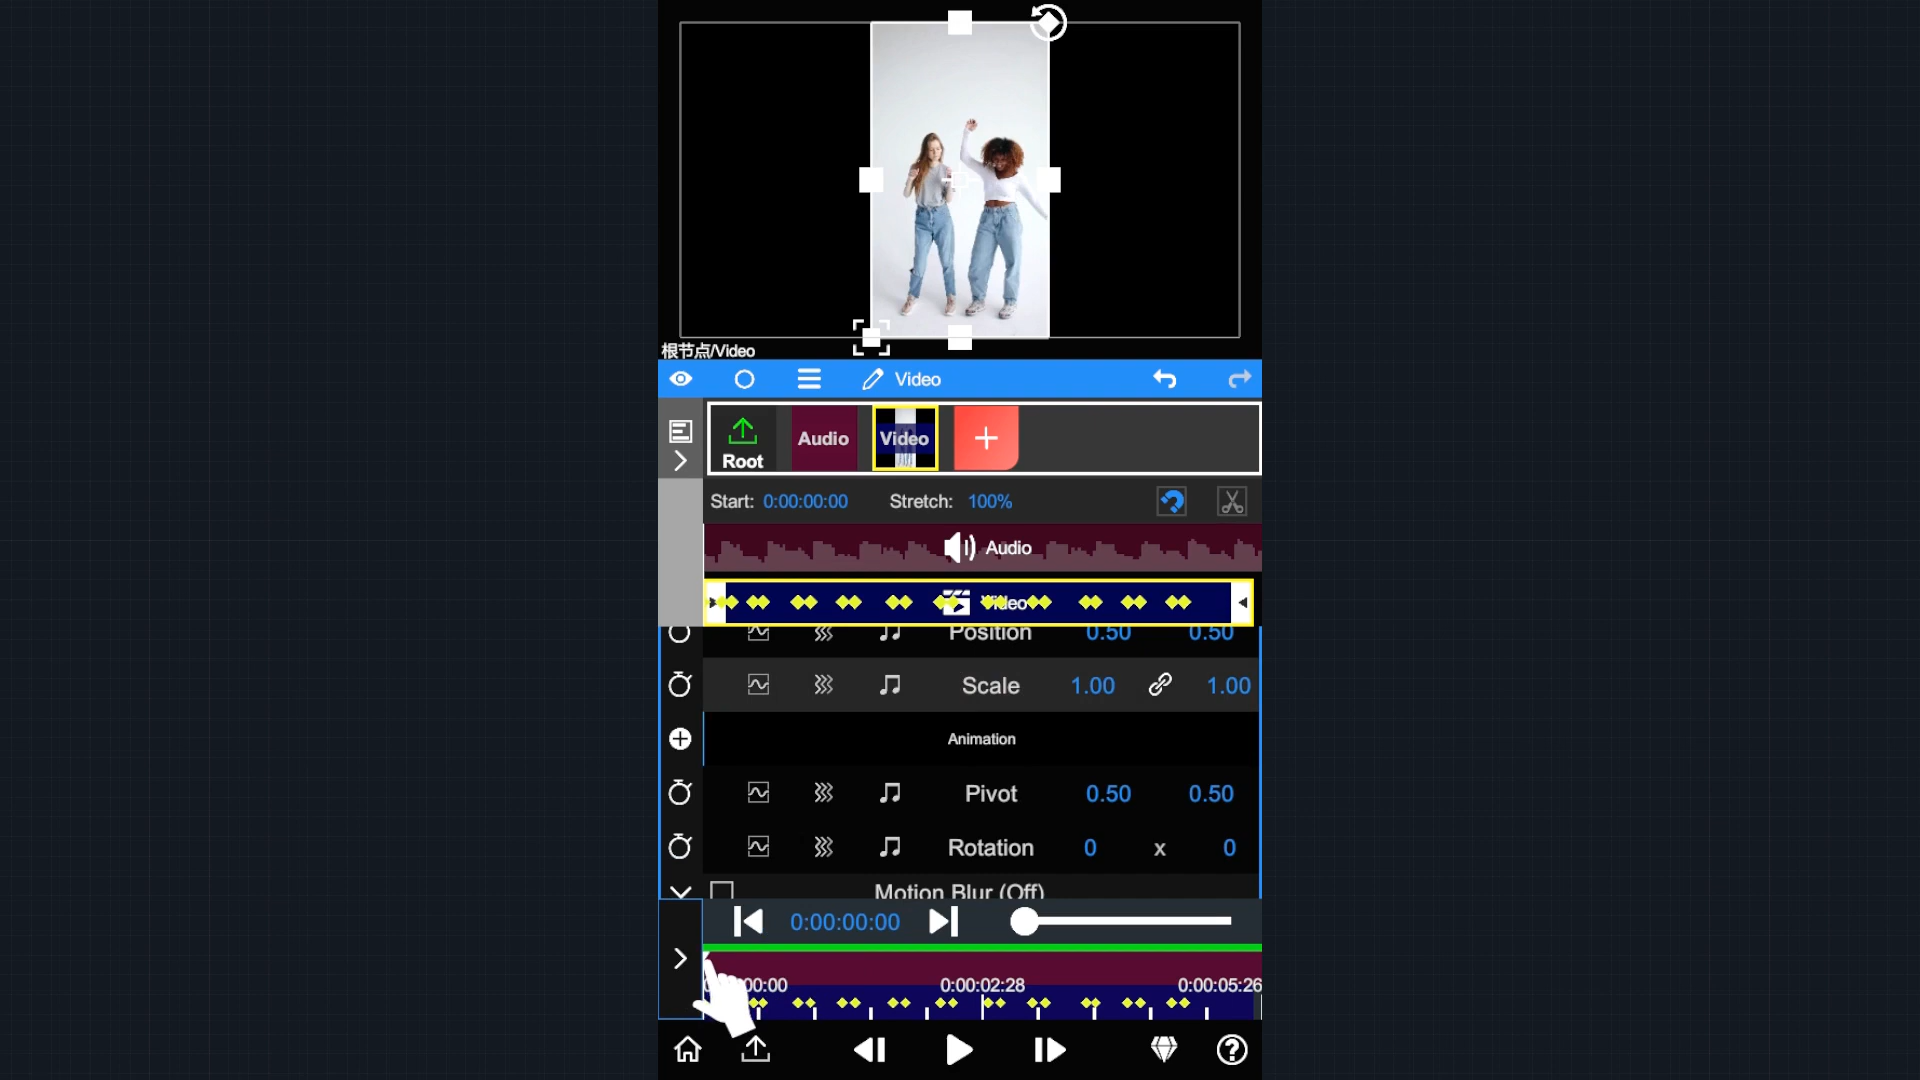 根节点/Video
Video
Root
Audio
Video
Start: 0:00:00:00 Stretch: 100%
Audio
Video
Position 0.50 0.50
Scale 1.00 1.00
Animation
Pivot 0.50 0.50
Rotation 0 x 0
Motion Blur (Off)
0:00:00:00
00:00 0:00:02:28 0:00:05:26